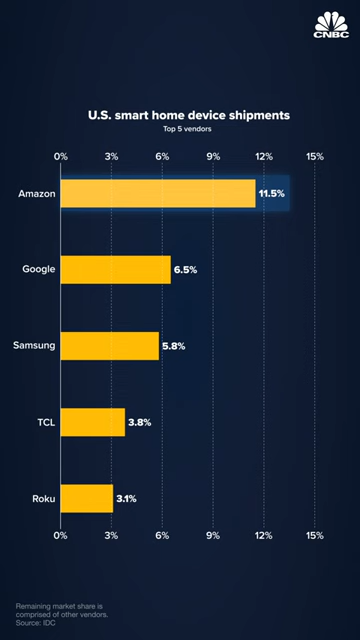 CNBC
U.S. smart home device shipments
Top 5 vendors
0% 3% 6% 9% 12% 15%
Amazon 11.5%
Google 6.5%
Samsung 5.8%
TCL 3.8%
Roku 3.1%
0% 3% 6% 9% 12% 15%
Remaining market share is
comprised of other vendors.
Source: IDC